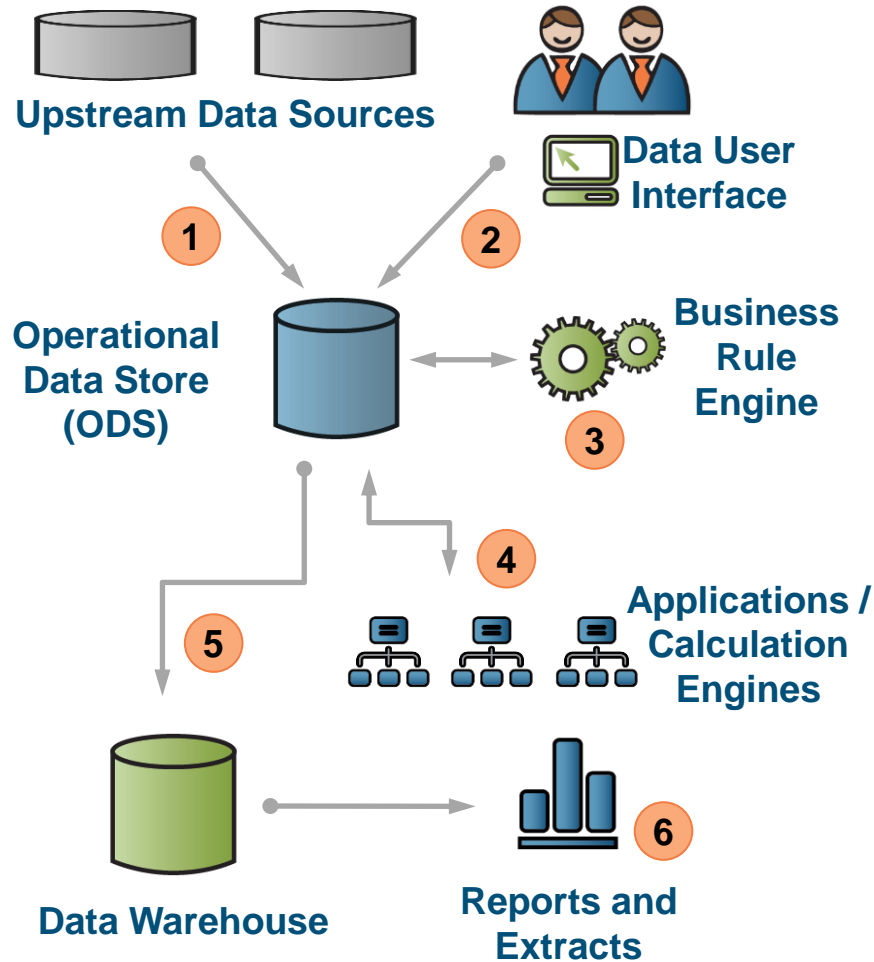 Upstream Data Sources
Data User
Interface
1
2
Operational
Data Store
(ODS)
Business
Rule
Engine
3
4
Applications /
Calculation
Engines
5
6
Data Warehouse
Reports and
Extracts